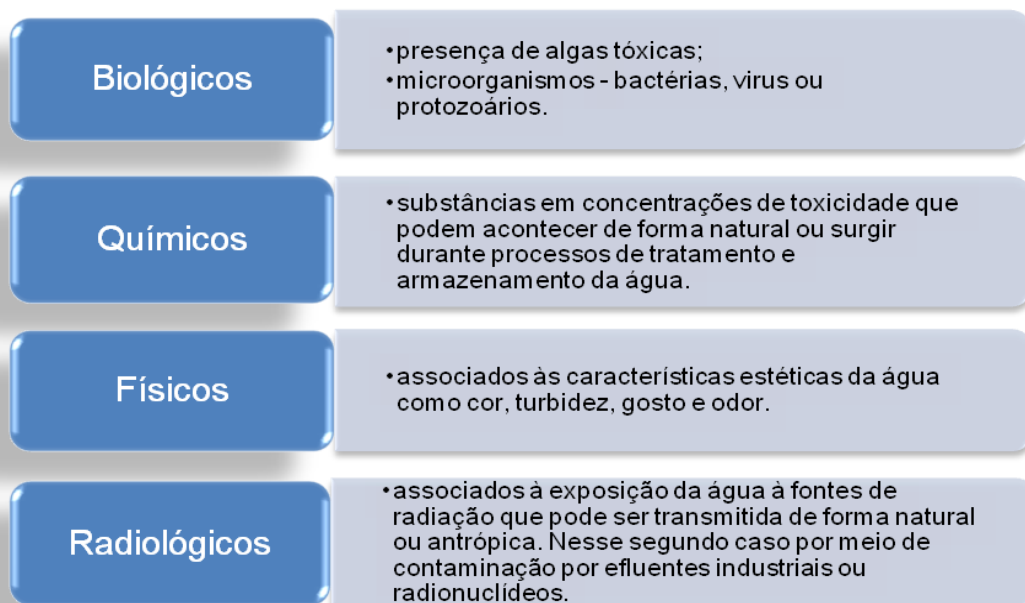 Biológicos
•presença de algas tóxicas;
•microorganismos - bactérias, vírus ou
protozoários.
Químicos
•substâncias em concentrações de toxicidade que
podem acontecer de forma natural ou surgir
durante processos de tratamento e
armazenamento da água.
Físicos
•associados às características estéticas da água
como cor, turbidez, gosto e odor.
Radiológicos
•associados à exposição da água à fontes de
radiação que pode ser transmitida de forma natural
ou antrópica. Nesse segundo caso por meio de
contaminação por efluentes industriais ou
radionuclídeos.